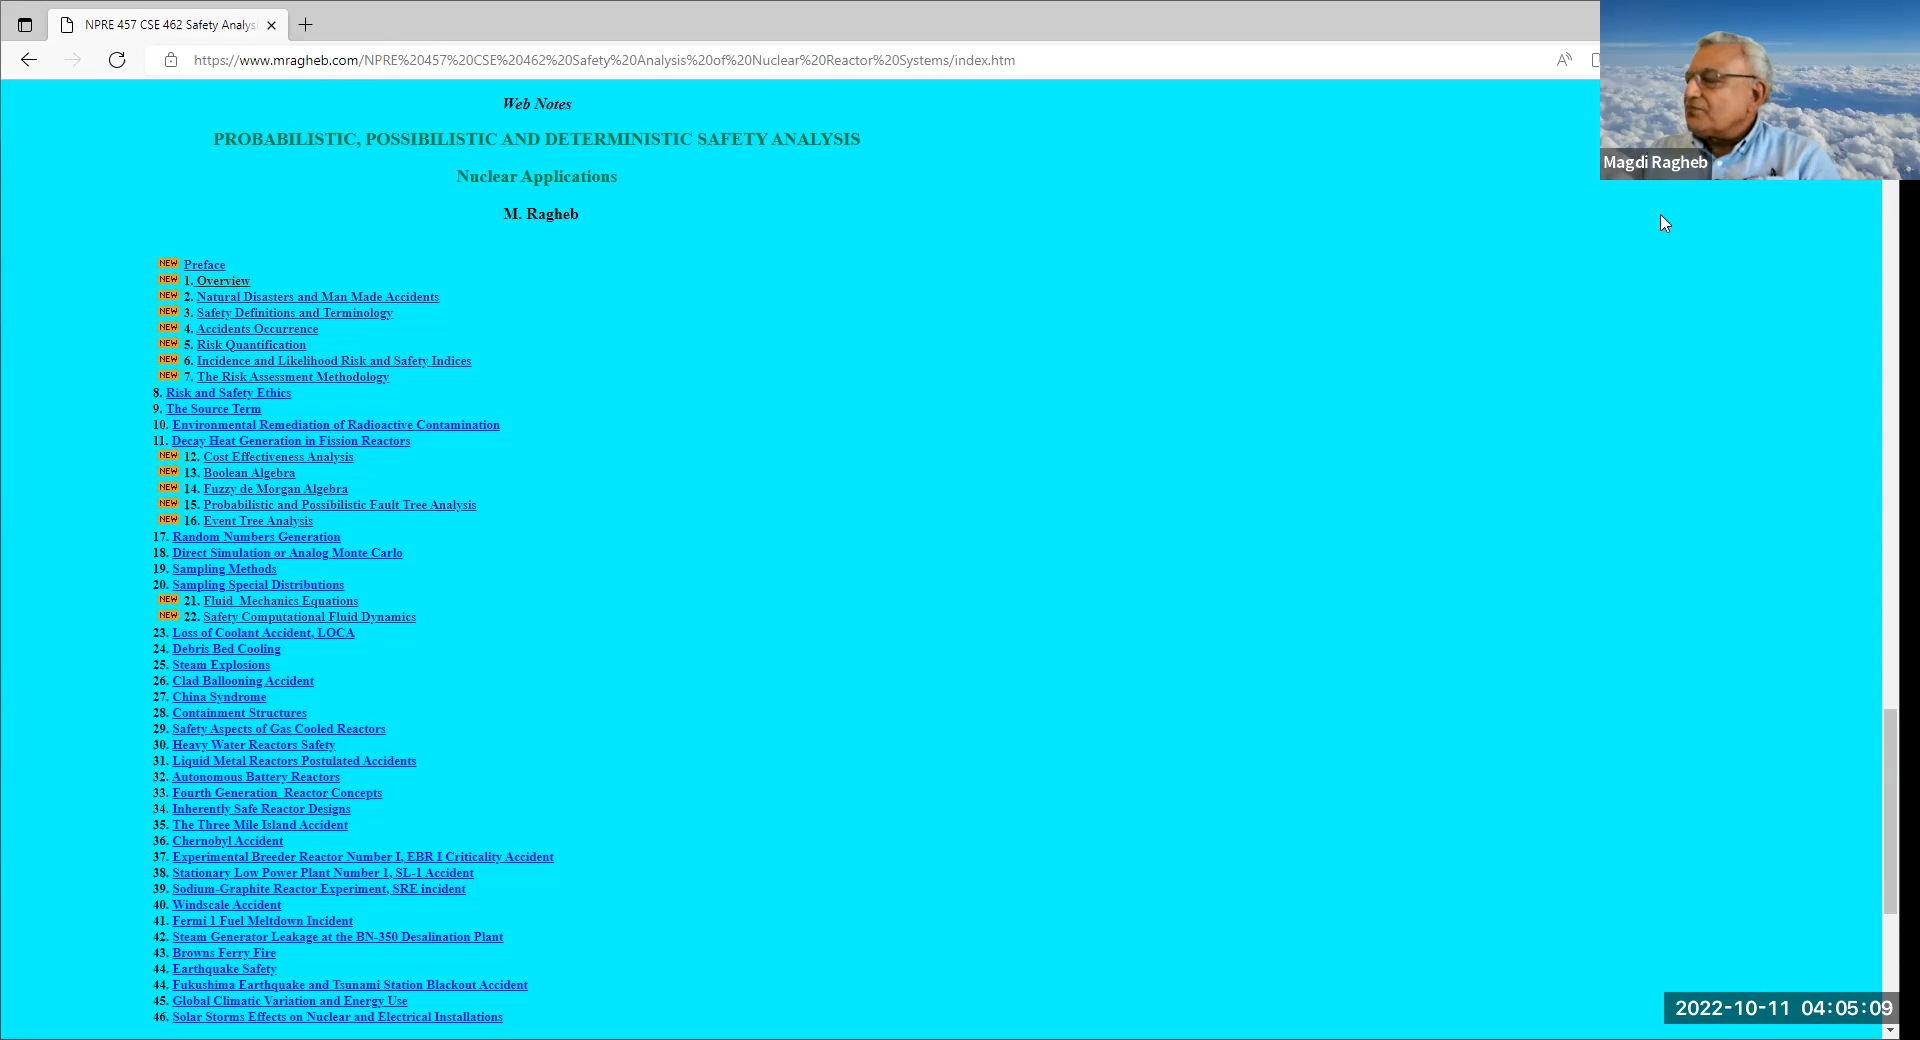 NPRE 457 CSE 462 Safety Analys
https://www.mragheb.com/NPRE%20457%20CSE%20462%20Safety%20Analysis%20of%20Nuclear%20Reactor%20Systems/index.htm
Web Notes
PROBABILISTIC, POSSIBILISTIC AND DETERMINISTIC SAFETY ANALYSIS
Nuclear Applications
M. Ragheb
Magdi Ragheb
NEW Preface
NEW 1. Overview
NEW 2. Natural Disasters and Man Made Accidents
NEW 3. Safety Definitions and Terminology
NEW 4. Accidents Occurrence
NEW 5. Risk Quantification
NEW 6. Incidence and Likelihood Risk and Safety Indices
NEW 7. The Risk Assessment Methodology
8. Risk and Safety Ethics
9. The Source Term
10. Environmental Remediation of Radioactive Contamination
11. Decay Heat Generation in Fission Reactors
NEW 12. Cost Effectiveness Analysis
NEW 13. Boolean Algebra
NEW 14. Fuzzy de Morgan Algebra
NEW 15. Probabilistic and Possibilistic Fault Tree Analysis
NEW 16. Event Tree Analysis
17. Random Numbers Generation
18. Direct Simulation or Analog Monte Carlo
19. Sampling Methods
20. Sampling Special Distributions
NEW 21. Fluid Mechanics Equations
NEW 22. Safety Computational Fluid Dynamics
23. Loss of Coolant Accident, LOCA
24. Debris Bed Cooling
25. Steam Explosions
26. Clad Ballooning Accident
27. China Syndrome
28. Containment Structures
29. Safety Aspects of Gas Cooled Reactors
30. Heavy Water Reactors Safety
31. Liquid Metal Reactors Postulated Accidents
32. Autonomous Battery Reactors
33. Fourth Generation Reactor Concepts
34. Inherently Safe Reactor Designs
35. The Three Mile Island Accident
36. Chernobyl Accident
37. Experimental Breeder Reactor Number I, EBR I Criticality Accident
38. Stationary Low Power Plant Number 1, SL-1 Accident
39. Sodium-Graphite Reactor Experiment, SRE incident
40. Windscale Accident
41. Fermi 1 Fuel Meltdown Incident
42. Steam Generator Leakage at the BN-350 Desalination Plant
43. Browns Ferry Fire
44. Earthquake Safety
44. Fukushima Earthquake and Tsunami Station Blackout Accident
45. Global Climatic Variation and Energy Use
46. Solar Storms Effects on Nuclear and Electrical Installations
2022-10-11 04:05:09